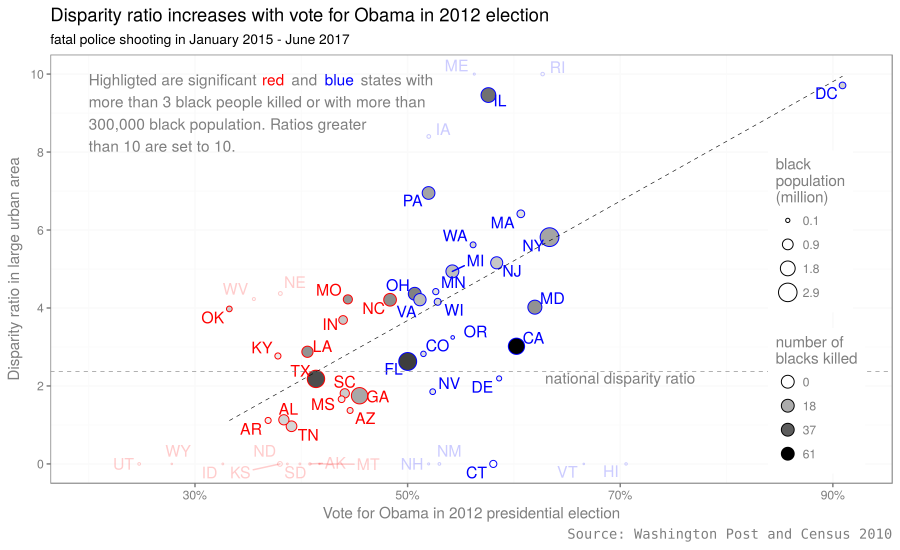 Disparity ratio increases with vote for Obama in 2012 election
fatal police shooting in January 2015 - June 2017
Highligted are significant red and blue states with
more than 3 black people killed or with more than
300,000 black population. Ratios greater
than 10 are set to 10.
ME
RI
IL
DC
IA
PA
MA
WA
NY
MI
NJ
WV
NE
MO
OH
MN
NC
VA
WI
MD
OK
IN
KY
LA
CO
OR
CA
TX
FL
national disparity ratio
SC
NV
DE
MS
GA
AL
AZ
AR
TN
UT
WY
ID
KS
ND
SD
AK
MT
NH
NM
CT
UT
HI
black
population
(million)
0.1
0.9
1.8
2.9
number of
blacks killed
0
18
37
61
Disparity ratio in large urban area
10
8
6
4
2
0
30%
50%
70%
90%
Vote for Obama in 2012 presidential election
Source: Washington Post and Census 2010